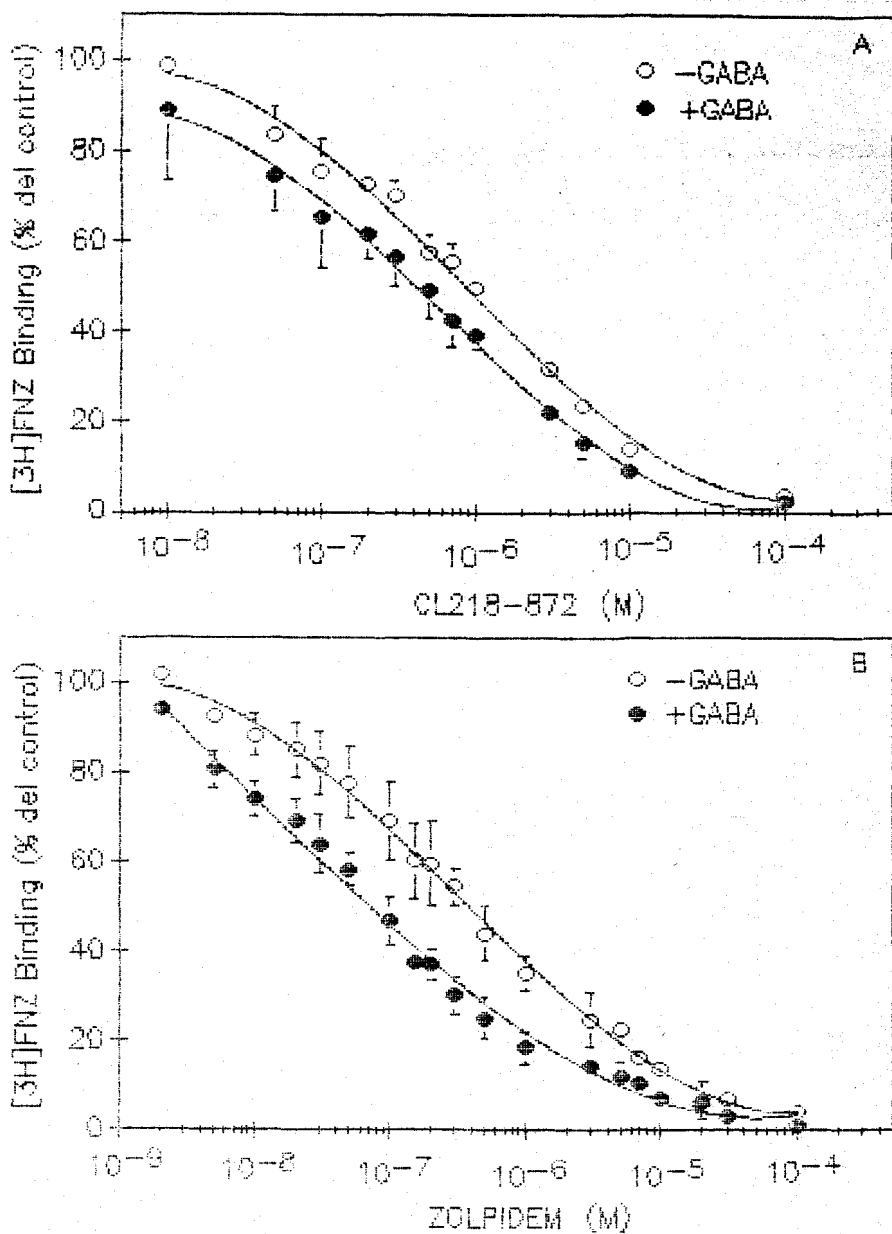 A
○ -GABA
● +GABA
[3H]FNZ Binding (% del control)
100
80
60
40
20
0
10-8
10-7
10-6
10-5
10-4
CL218-872 (M)
B
○ -GABA
● +GABA
[3H]FNZ Binding (% del control)
100
80
60
40
20
0
10-9
10-8
10-7
10-6
10-5
10-4
ZOLPIDEM (M)